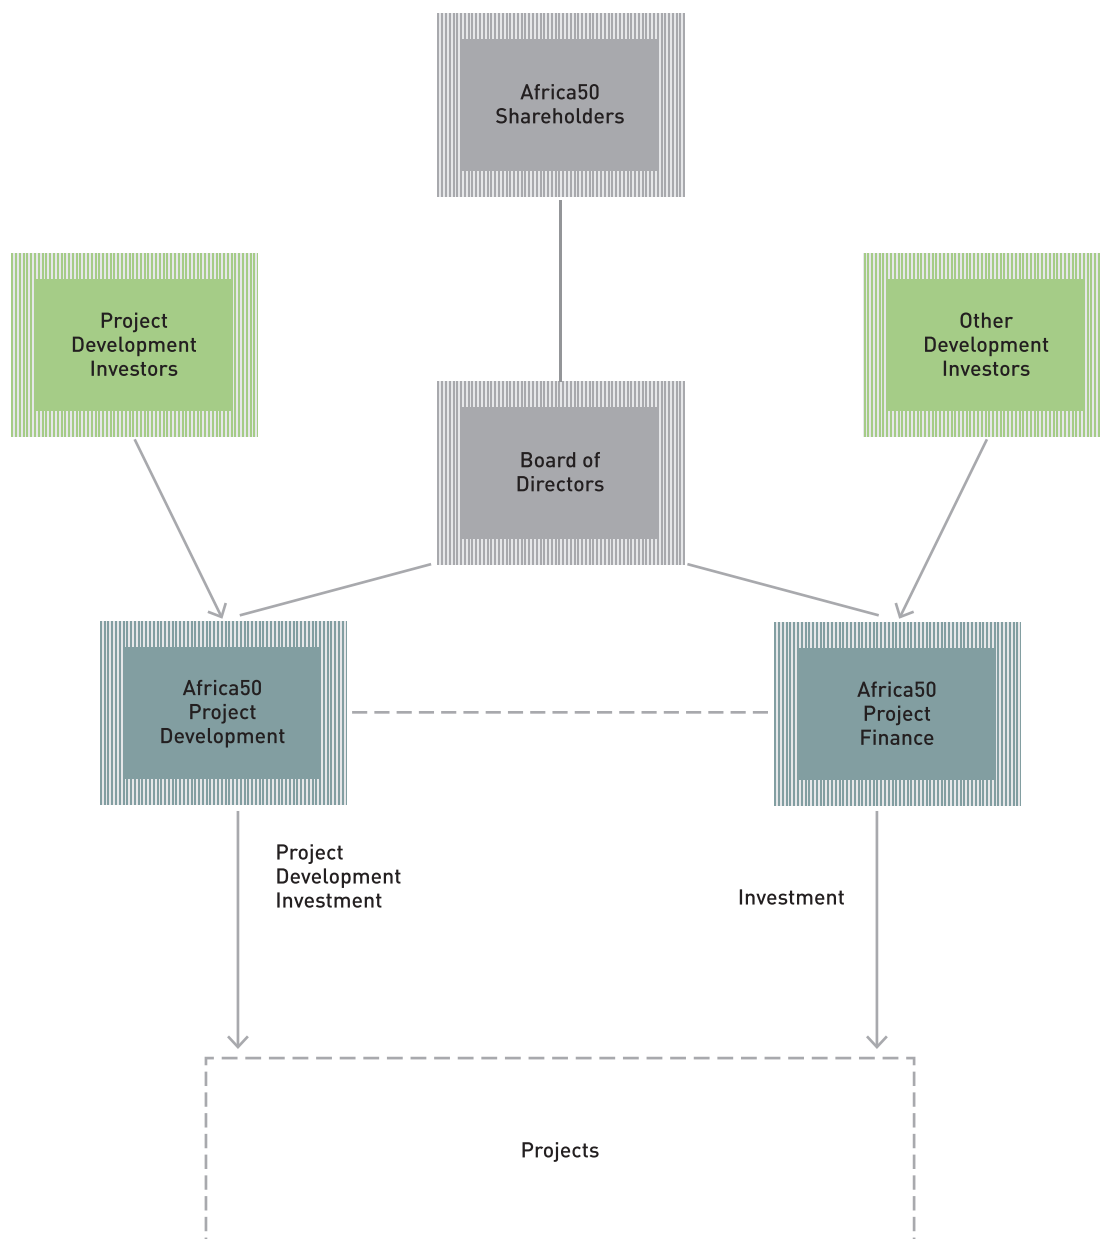 Africa50
Shareholders
Project
Development
Investors
Other
Development
Investors
Board of
Directors
Africa50
Project
Development
Africa50
Project
Finance
Project
Development
Investment
Investment
Projects